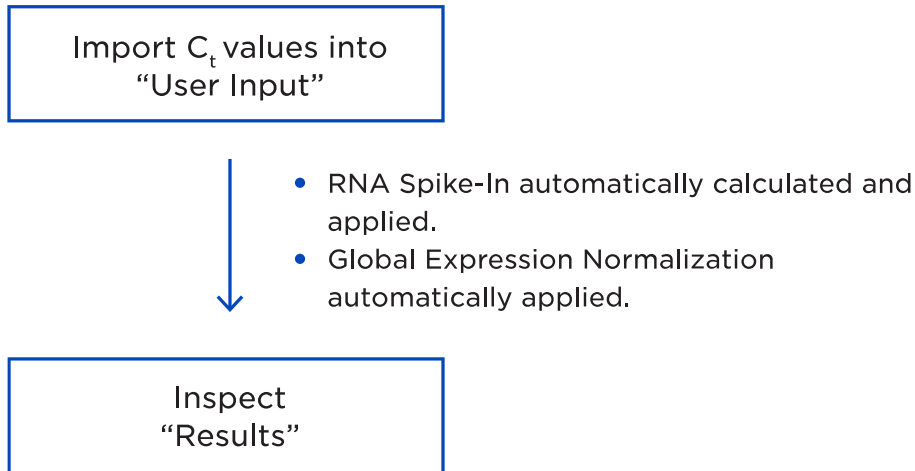 Import Ct values into
“User Input”
• RNA Spike-In automatically calculated and
applied.
• Global Expression Normalization
automatically applied.
Inspect
“Results”